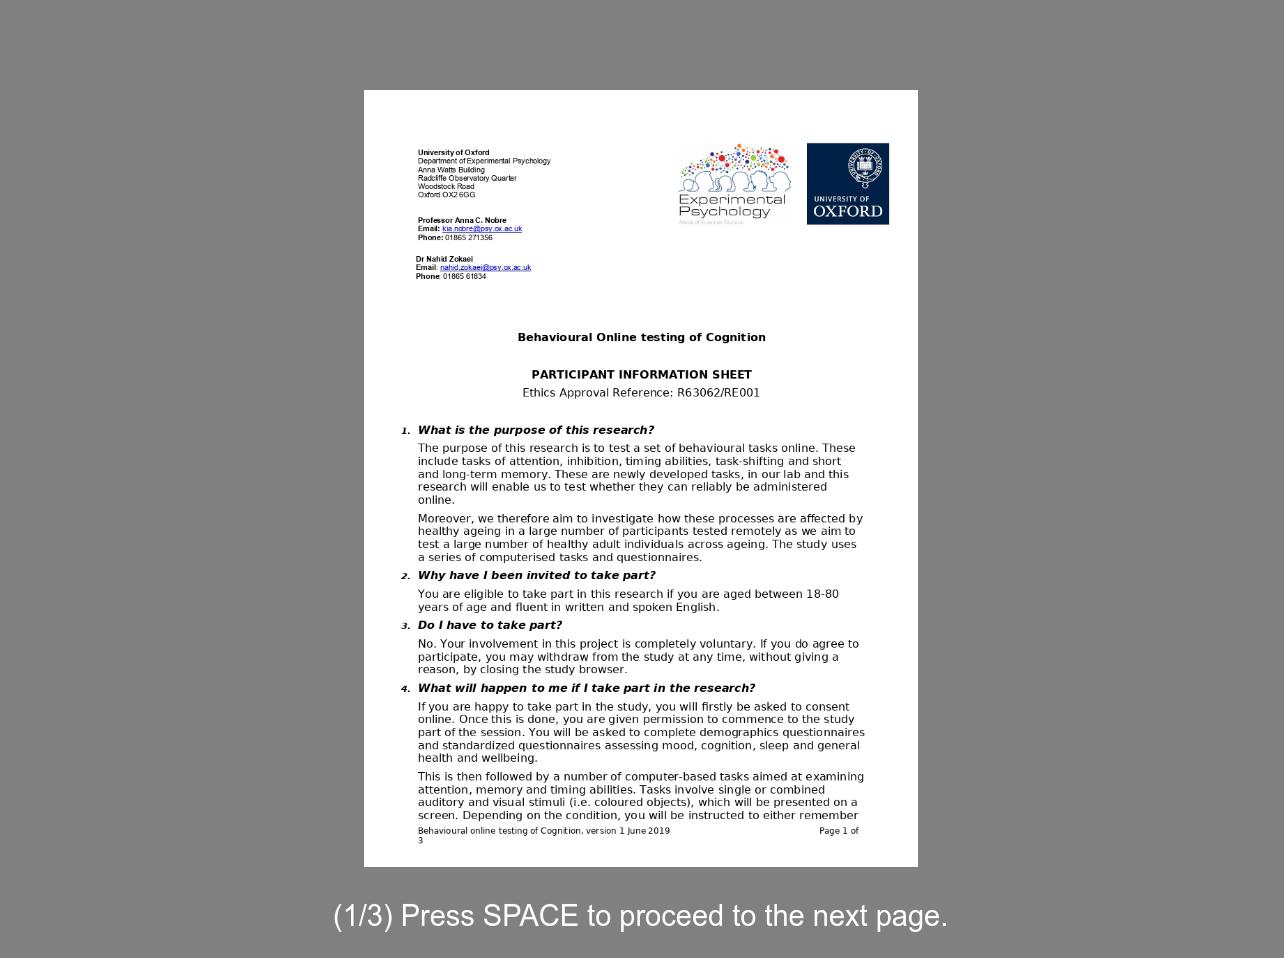 University of Oxford
Department of Experimental Psychology
Anna Watts Building
Radcliffe Observatory Quarter
Woodstock Road
Oxford OX2 6GG
Professor Anna C. Nobre
Email: kia.nobre@psy.ox.ac.uk
Phone: 01865 271356
Dr Nahid Zokaei
Email: nahid.zokaei@psy.ox.ac.uk
Phone: 01865 61834
Experimental
Psychology
Medical Sciences Division
UNIVERSITY OF
OXFORD
Behavioural Online testing of Cognition
PARTICIPANT INFORMATION SHEET
Ethics Approval Reference: R63062/RE001
1. What is the purpose of this research?
The purpose of this research is to test a set of behavioural tasks online. These
include tasks of attention, inhibition, timing abilities, task-shifting and short
and long-term memory. These are newly developed tasks, in our lab and this
research will enable us to test whether they can reliably be administered
online.
Moreover, we therefore aim to investigate how these processes are affected by
healthy ageing in a large number of participants tested remotely as we aim to
test a large number of healthy adult individuals across ageing. The study uses
a series of computerised tasks and questionnaires.
2. Why have I been invited to take part?
You are eligible to take part in this research if you are aged between 18-80
years of age and fluent in written and spoken English.
3. Do I have to take part?
No. Your involvement in this project is completely voluntary. If you do agree to
participate, you may withdraw from the study at any time, without giving a
reason, by closing the study browser.
4. What will happen to me if I take part in the research?
If you are happy to take part in the study, you will firstly be asked to consent
online. Once this is done, you are given permission to commence to the study
part of the session. You will be asked to complete demographics questionnaires
and standardized questionnaires assessing mood, cognition, sleep and general
health and wellbeing.
This is then followed by a number of computer-based tasks aimed at examining
attention, memory and timing abilities. Tasks involve single or combined
auditory and visual stimuli (i.e. coloured objects), which will be presented on a
screen. Depending on the condition, you will be instructed to either remember
Behavioural online testing of Cognition, version 1 June 2019 Page 1 of
3
(1/3) Press SPACE to proceed to the next page.